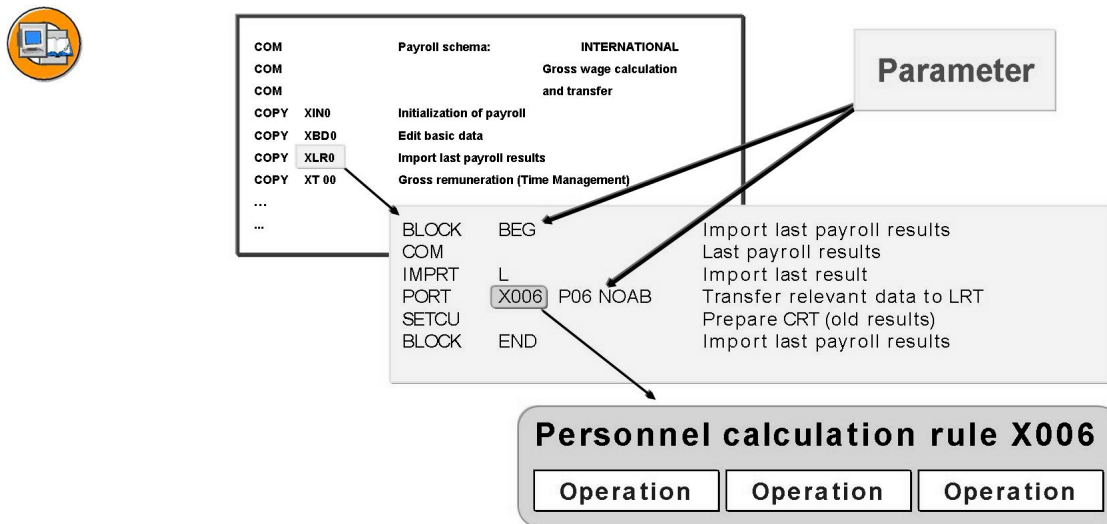 COM Payroll schema: INTERNATIONAL
COM Gross wage calculation
COM and transfer
COPY XIN0 Initialization of payroll
COPY XBD0 Edit basic data
COPY XLR0 Import last payroll results
COPY XT 00 Gross remuneration (Time Management)
...
...
Parameter
BLOCK BEG Import last payroll results
COM Last payroll results
IMPRT L Import last result
PORT X006 P06 NOAB Transfer relevant data to LRT
SETCU Prepare CRT (old results)
BLOCK END Import last payroll results
Personnel calculation rule X006
Operation Operation Operation